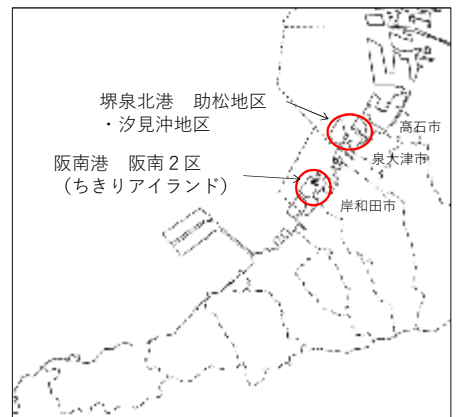 堺泉北港　助松地区
・汐見沖地区
高石市
泉大津市
阪南港　阪南２区
（ちきりアイランド）
岸和田市